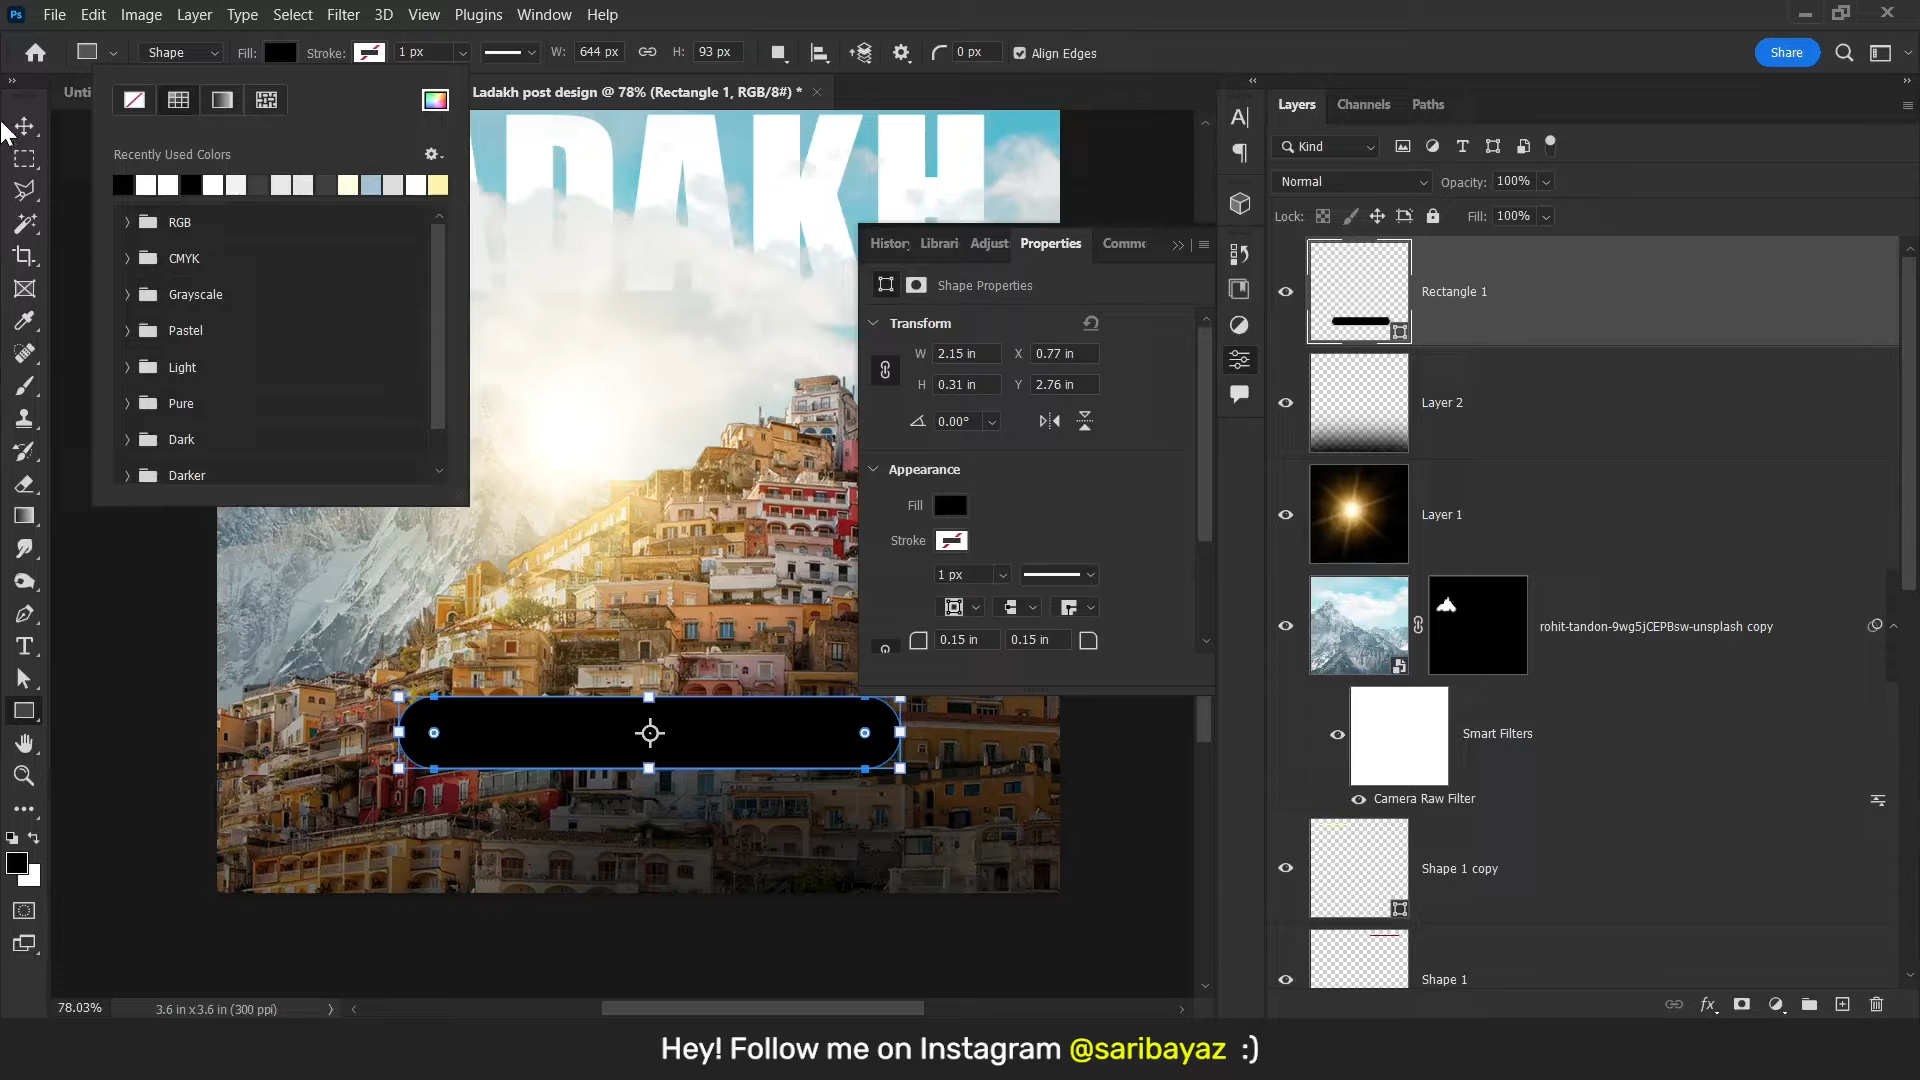 Ps File Edit Image Layer Type Select Filter 3D View Plugins Window Help
Shape Fill: Stroke: 1 px W: 644 px H: 93 px 0 px Align Edges Share
Unti
Ladakh post design @ 78% (Rectangle 1, RGB/8#) *
ADAKH
Recently Used Colors
RGB
CMYK
Grayscale
Pastel
Light
Pure
Dark
Darker
Histor Librari Adjust Properties Comme
Shape Properties
Transform
W 2.15 in X 0.77 in
H 0.31 in Y 2.76 in
0.00°
Appearance
Fill
Stroke
1 px
0.15 in 0.15 in
Layers Channels Paths
Kind
Normal Opacity: 100%
Lock: Fill: 100%
Rectangle 1
Layer 2
Layer 1
rohit-tandon-9wg5jCEPBsw-unsplash copy
Smart Filters
Camera Raw Filter
Shape 1 copy
Shape 1
fx
78.03% 3.6 in x 3.6 in (300 ppi)
Hey! Follow me on Instagram @saribayaz :)